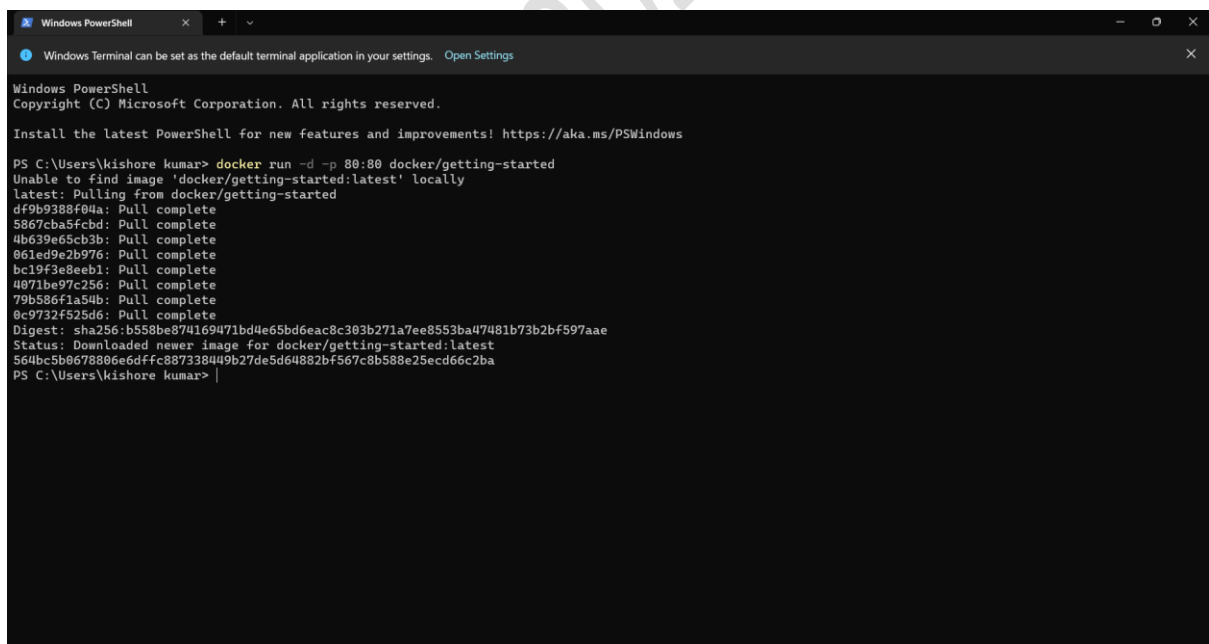 Windows PowerShell
Windows Terminal can be set as the default terminal application in your settings. Open Settings
Windows PowerShell
Copyright (C) Microsoft Corporation. All rights reserved.
Install the latest PowerShell for new features and improvements! https://aka.ms/PSWindows
PS C:\Users\kishore kumar> docker run -d -p 80:80 docker/getting-started
Unable to find image 'docker/getting-started:latest' locally
latest: Pulling from docker/getting-started
df9b9388f04a: Pull complete
5867cba5fcbd: Pull complete
4b639e65cb3b: Pull complete
061ed9e2b976: Pull complete
bc19f3e8eeb1: Pull complete
4071be97c256: Pull complete
79b586f1a54b: Pull complete
0c9732f525d6: Pull complete
Digest: sha256:b558be874169471bd4e65bd6eac8c303b271a7ee8553ba47481b73b2bf597aae
Status: Downloaded newer image for docker/getting-started:latest
564bc5b0678806e6dffc887338449b27de5d64882bf567c8b588e25ecd66c2ba
PS C:\Users\kishore kumar>